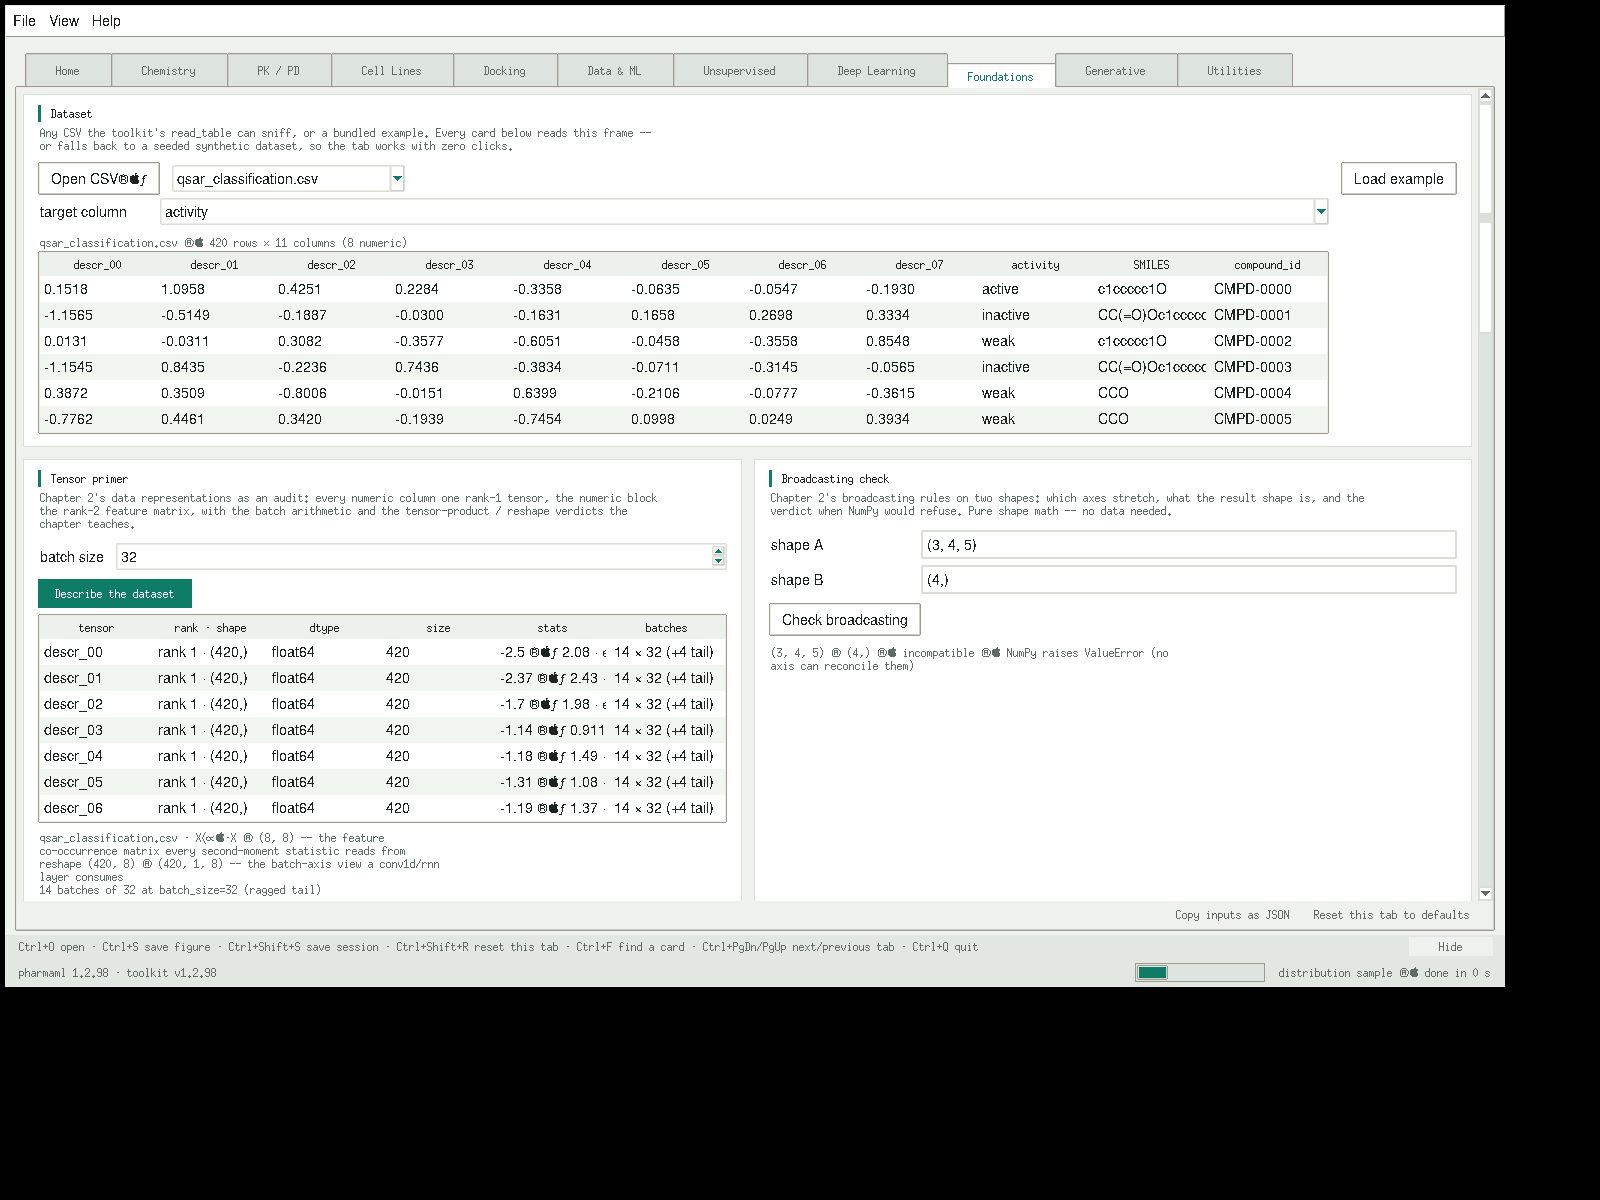 File View Help
Home Chemistry PK / PD Cell Lines Docking Data & ML Unsupervised Deep Learning Foundations Generative Utilities
Dataset
Any CSV the toolkit's read_table can sniff, or a bundled example. Every card below reads this frame --
or falls back to a seeded synthetic dataset, so the tab works with zero clicks.
Open CSV®ƒ qsar_classification.csv Load example
target column activity
qsar_classification.csv ® 420 rows × 11 columns (8 numeric)
descr_00 descr_01 descr_02 descr_03 descr_04 descr_05 descr_06 descr_07 activity SMILES compound_id
0.1518 1.0958 0.4251 0.2284 -0.3358 -0.0635 -0.0547 -0.1930 active c1ccccc1O CMPD-0000
-1.1565 -0.5149 -0.1887 -0.0300 -0.1631 0.1658 0.2698 0.3334 inactive CC(=O)Oc1cccc CMPD-0001
0.0131 -0.0311 0.3082 -0.3577 -0.6051 -0.0458 -0.3558 0.8548 weak c1ccccc1O CMPD-0002
-1.1545 0.8435 -0.2236 0.7436 -0.3834 -0.0711 -0.3145 -0.0565 inactive CC(=O)Oc1cccc CMPD-0003
0.3872 0.3509 -0.8006 -0.0151 0.6399 -0.2106 -0.0777 -0.3615 weak CCO CMPD-0004
-0.7762 0.4461 0.3420 -0.1939 -0.7454 0.0998 0.0249 0.3934 weak CCO CMPD-0005
Tensor primer
Chapter 2's data representations as an audit: every numeric column one rank-1 tensor, the numeric block
the rank-2 feature matrix, with the batch arithmetic and the tensor-product / reshape verdicts the
chapter teaches.
batch size 32
Describe the dataset
tensor rank · shape dtype size stats batches
descr_00 rank 1 · (420,) float64 420 -2.5 ®ƒ 2.08 · 14 × 32 (+4 tail)
descr_01 rank 1 · (420,) float64 420 -2.37 ®ƒ 2.43 · 14 × 32 (+4 tail)
descr_02 rank 1 · (420,) float64 420 -1.7 ®ƒ 1.98 · 14 × 32 (+4 tail)
descr_03 rank 1 · (420,) float64 420 -1.14 ®ƒ 0.911 14 × 32 (+4 tail)
descr_04 rank 1 · (420,) float64 420 -1.18 ®ƒ 1.49 · 14 × 32 (+4 tail)
descr_05 rank 1 · (420,) float64 420 -1.31 ®ƒ 1.08 · 14 × 32 (+4 tail)
descr_06 rank 1 · (420,) float64 420 -1.19 ®ƒ 1.37 · 14 × 32 (+4 tail)
qsar_classification.csv · ·X ® (8, 8) -- the feature
co-occurrence matrix every second-moment statistic reads from
reshape (420, 8) ® (420, 1, 8) -- the batch-axis view a conv1d/rnn
layer consumes
14 batches of 32 at batch_size=32 (ragged tail)
Broadcasting check
Chapter 2's broadcasting rules on two shapes: which axes stretch, what the result shape is, and the
verdict when NumPy would refuse. Pure shape math -- no data needed.
shape A (3, 4, 5)
shape B (4,)
Check broadcasting
(3, 4, 5) ® (4,) ® incompatible ® NumPy raises ValueError (no
axis can reconcile them)
Copy inputs as JSON Reset this tab to defaults
Ctrl+O open · Ctrl+S save figure · Ctrl+Shift+S save session · Ctrl+Shift+R reset this tab · Ctrl+F find a card · Ctrl+PgDn/PgUp next/previous tab · Ctrl+Q quit Hide
pharmaml 1.2.98 · toolkit v1.2.98 distribution sample ® done in 0 s